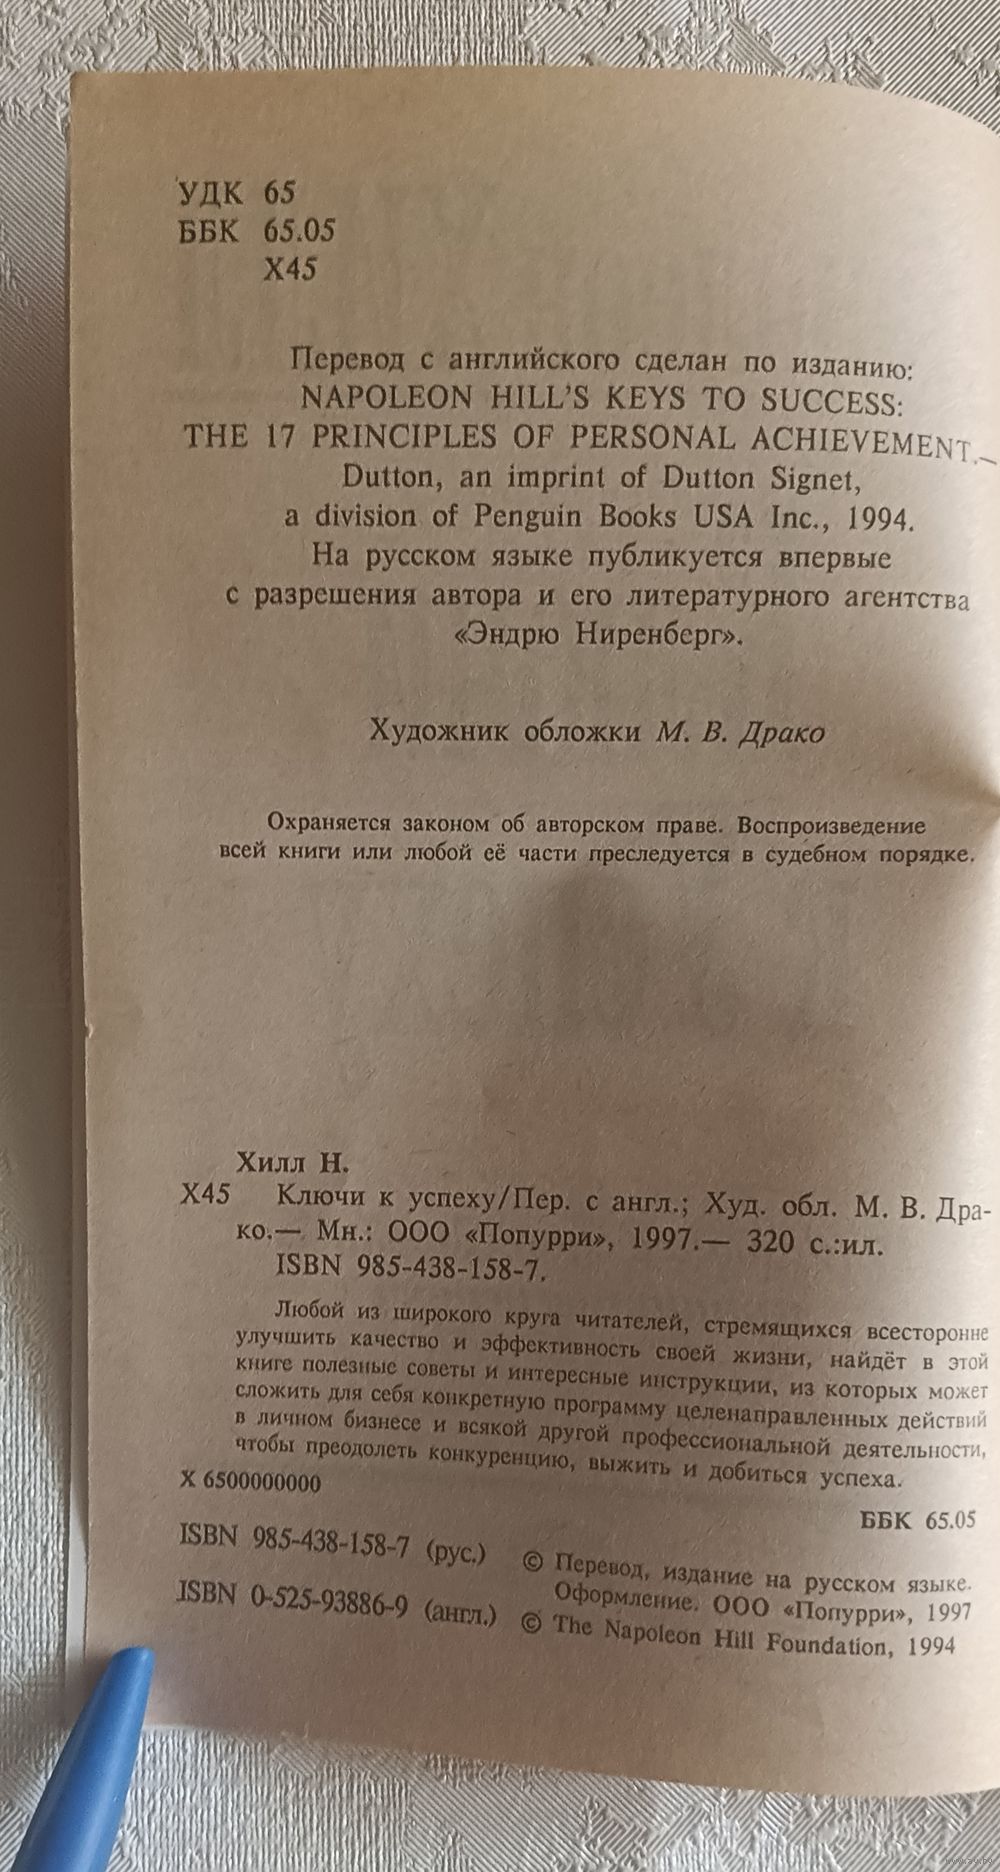 УДК 65
ББК 65.05
Х45
Перевод с английского сделан по изданию:
NAPOLEON HILL'S KEYS TO SUCCESS:
THE 17 PRINCIPLES OF PERSONAL ACHIEVEMENT.—
Dutton, an imprint of Dutton Signet,
a division of Penguin Books USA Inc., 1994.
На русском языке публикуется впервые
с разрешения автора и его литературного агентства
«Эндрю Ниренберг».
Художник обложки М. В. Драко
Охраняется законом об авторском праве. Воспроизведение
всей книги или любой её части преследуется в судебном порядке.
Хилл Н.
Х45 Ключи к успеху/Пер. с англ.; Худ. обл. М. В. Дра-
ко.— Мн.: ООО «Попурри», 1997.— 320 с.:ил.
ISBN 985-438-158-7.
Любой из широкого круга читателей, стремящихся всесторонне
улучшить качество и эффективность своей жизни, найдёт в этой
книге полезные советы и интересные инструкции, из которых может
сложить для себя конкретную программу целенаправленных действий
в личном бизнесе и всякой другой профессиональной деятельности,
чтобы преодолеть конкуренцию, выжить и добиться успеха.
Х 6500000000
ББК 65.05
ISBN 985-438-158-7 (рус.)
ISBN 0-525-93886-9 (англ.)
© Перевод, издание на русском языке.
Оформление. ООО «Попурри», 1997
© The Napoleon Hill Foundation, 1994